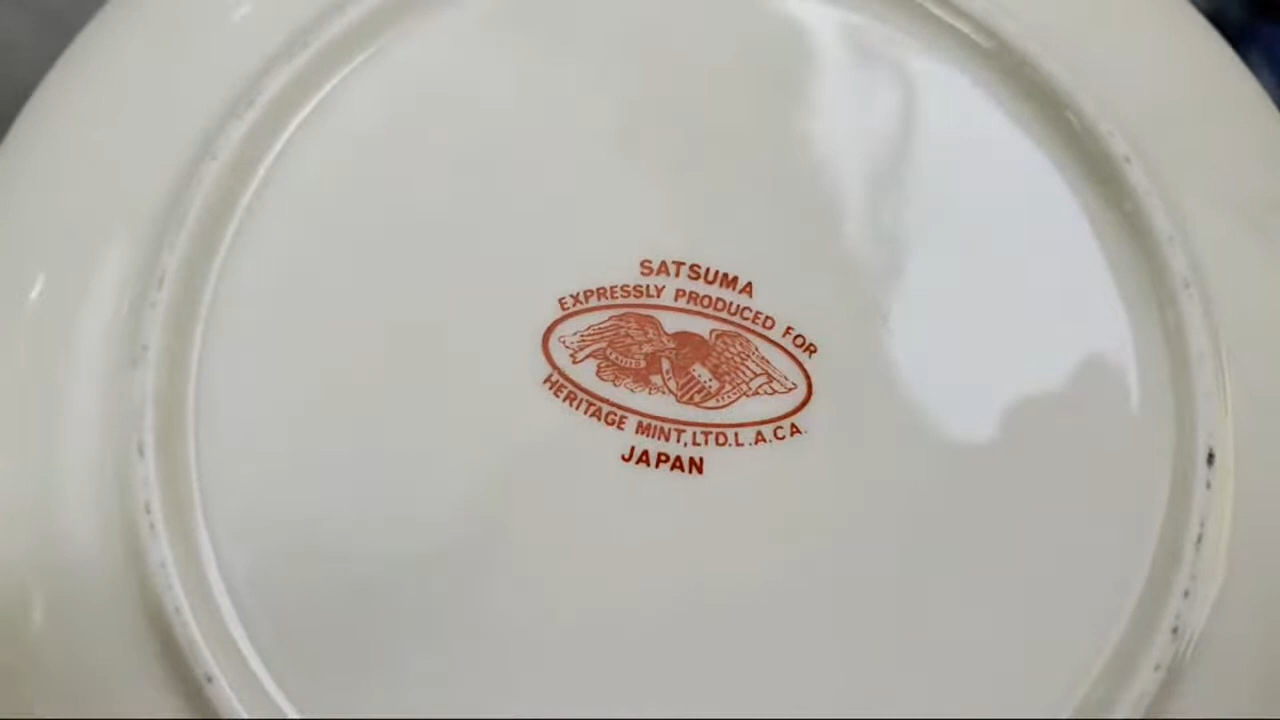 SATSUMA
EXPRESSLY PRODUCED FOR
HERITAGE MINT, LTD. L.A. CA.
JAPAN